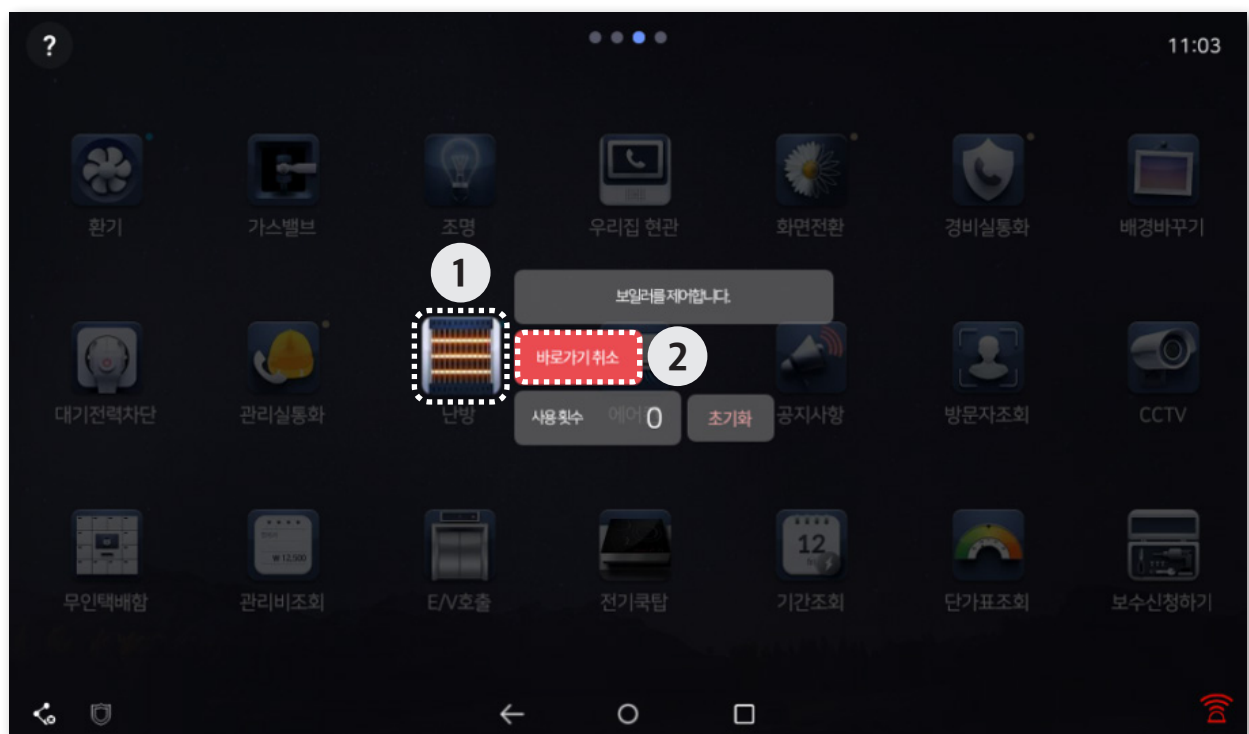 ?
11:03
환기
가스밸브
조명
우리집 현관
화면전환
경비실통화
배경바꾸기
1
보일러를 제어합니다.
바로가기 취소
2
대기전력차단
관리실통화
난방
사용 횟수
에어
0
초기화
공지사항
방문자조회
CCTV
₩ 12,500
12
무인택배함
관리비조회
E/V호출
전기쿡탑
기간조회
단가표조회
보수신청하기